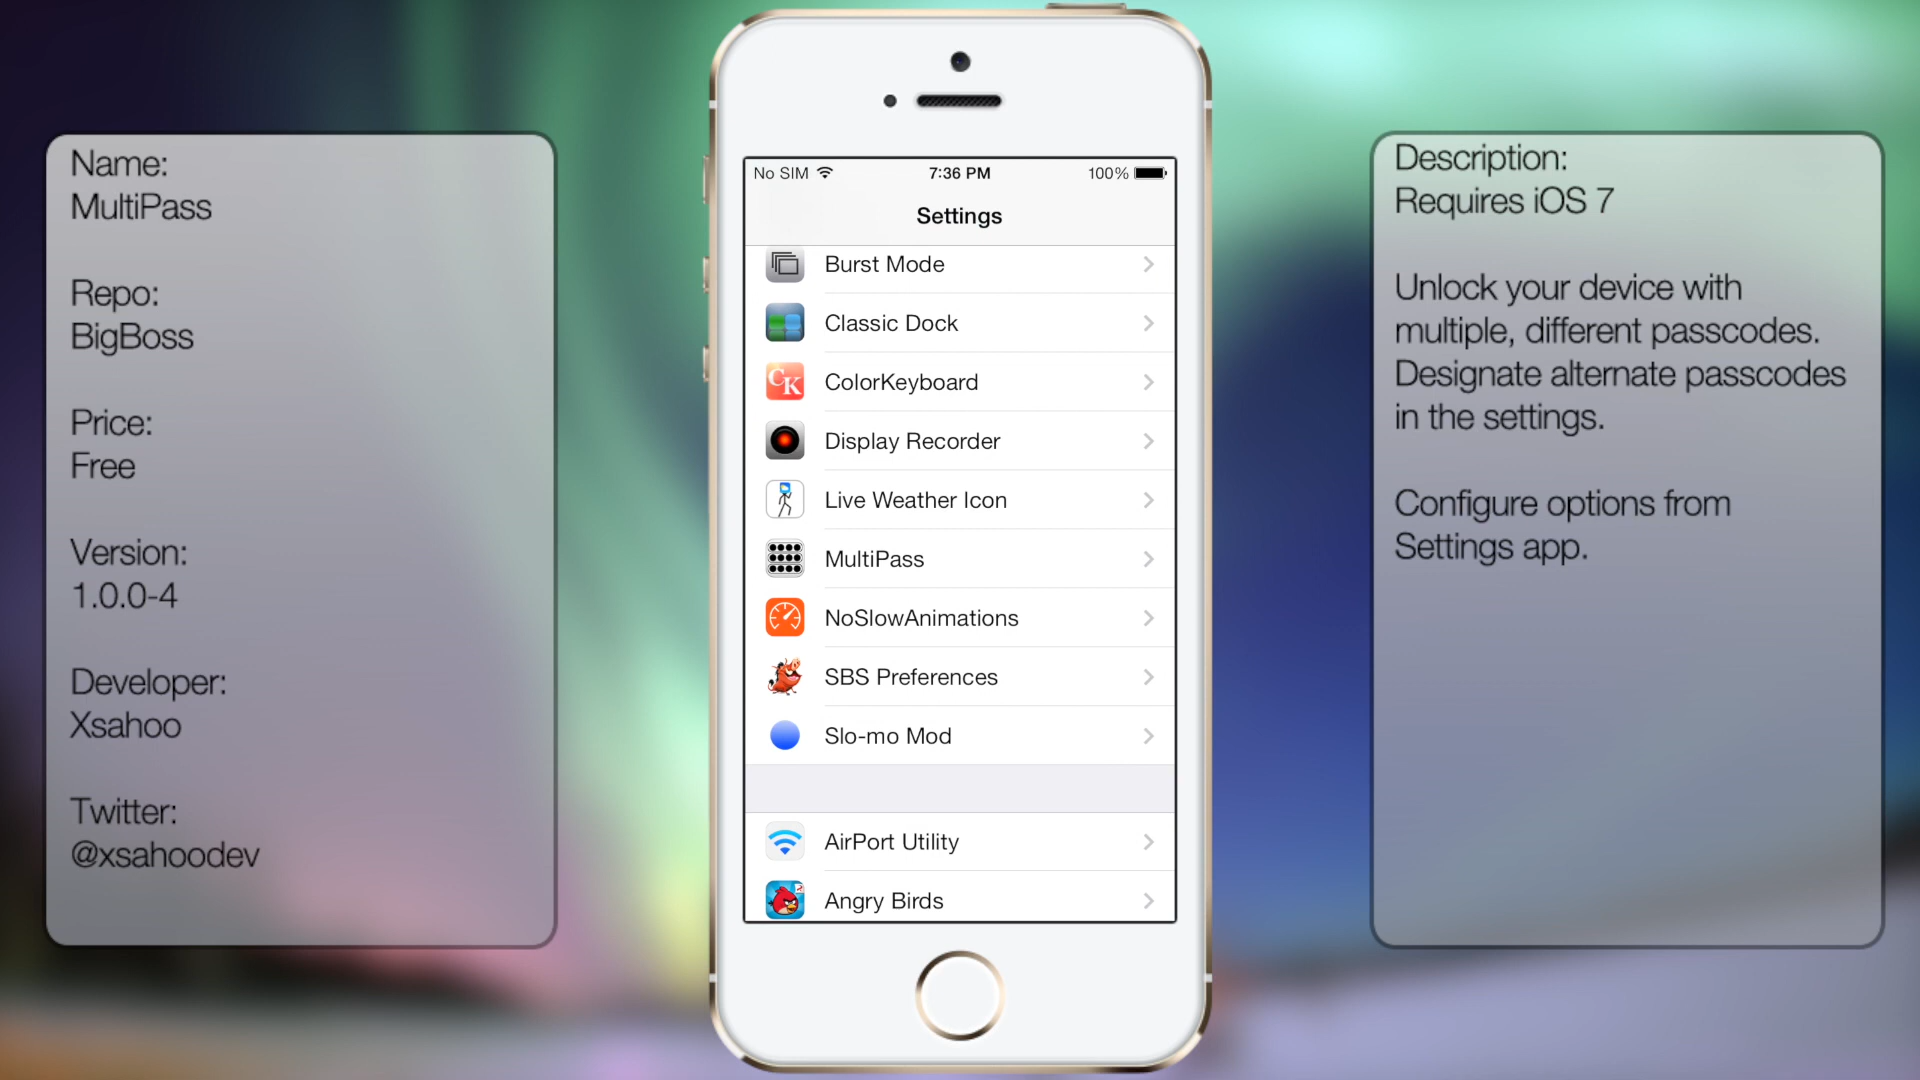 Name:
MultiPass
Repo:
BigBoss
Price:
Free
Version:
1.0.0-4
Developer:
Xsahoo
Twitter:
@xsahoodev
No SIM 7:36 PM 100%
Settings
Burst Mode
Classic Dock
CK ColorKeyboard
Display Recorder
Live Weather Icon
MultiPass
NoSlowAnimations
SBS Preferences
Slo-mo Mod
AirPort Utility
Angry Birds
Description:
Requires iOS 7
Unlock your device with
multiple, different passcodes.
Designate alternate passcodes
in the settings.
Configure options from
Settings app.